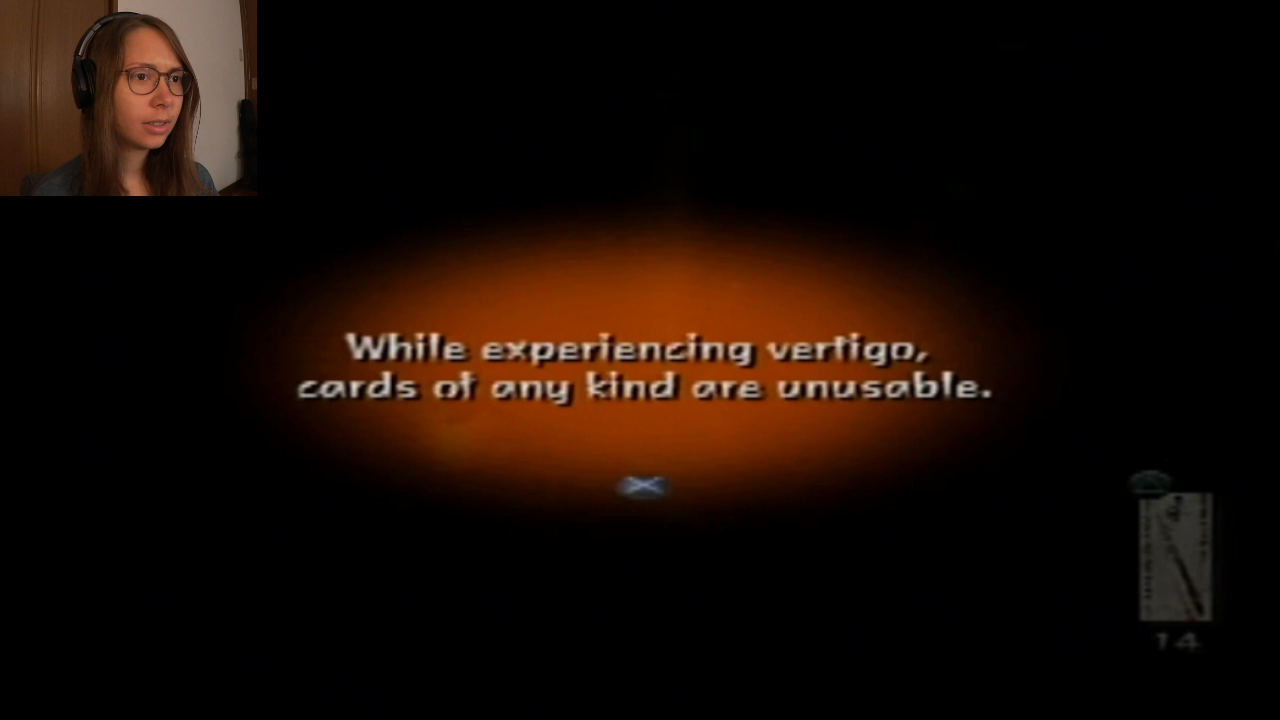 While experiencing vertigo,
cards of any kind are unusable.
14